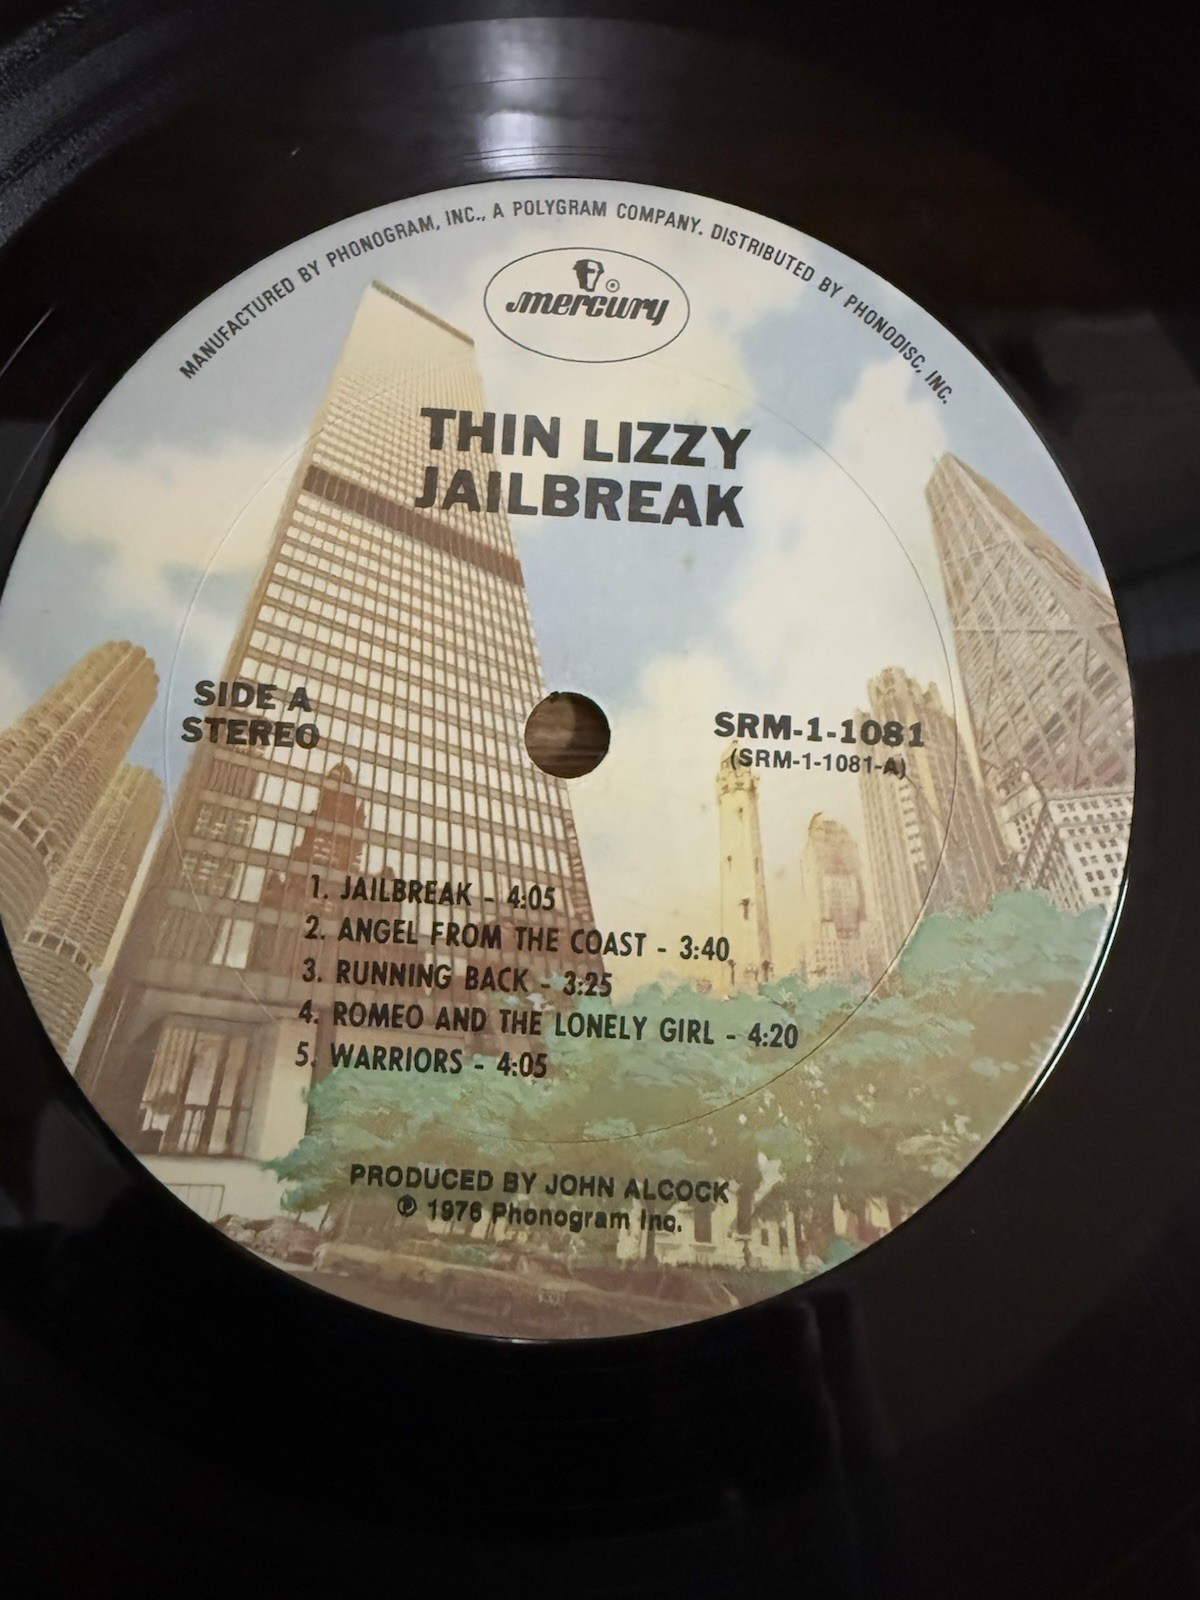 MANUFACTURED BY PHONOGRAM, INC., A POLYGRAM COMPANY. DISTRIBUTED BY PHONODISC, INC.
mercury
THIN LIZZY
JAILBREAK
SIDE A
STEREO
SRM-1-1081
(SRM-1-1081-A)
1. JAILBREAK - 4:05
2. ANGEL FROM THE COAST - 3:40
3. RUNNING BACK - 3:25
4. ROMEO AND THE LONELY GIRL - 4:20
5. WARRIORS - 4:05
PRODUCED BY JOHN ALCOCK
℗ 1976 Phonogram Inc.